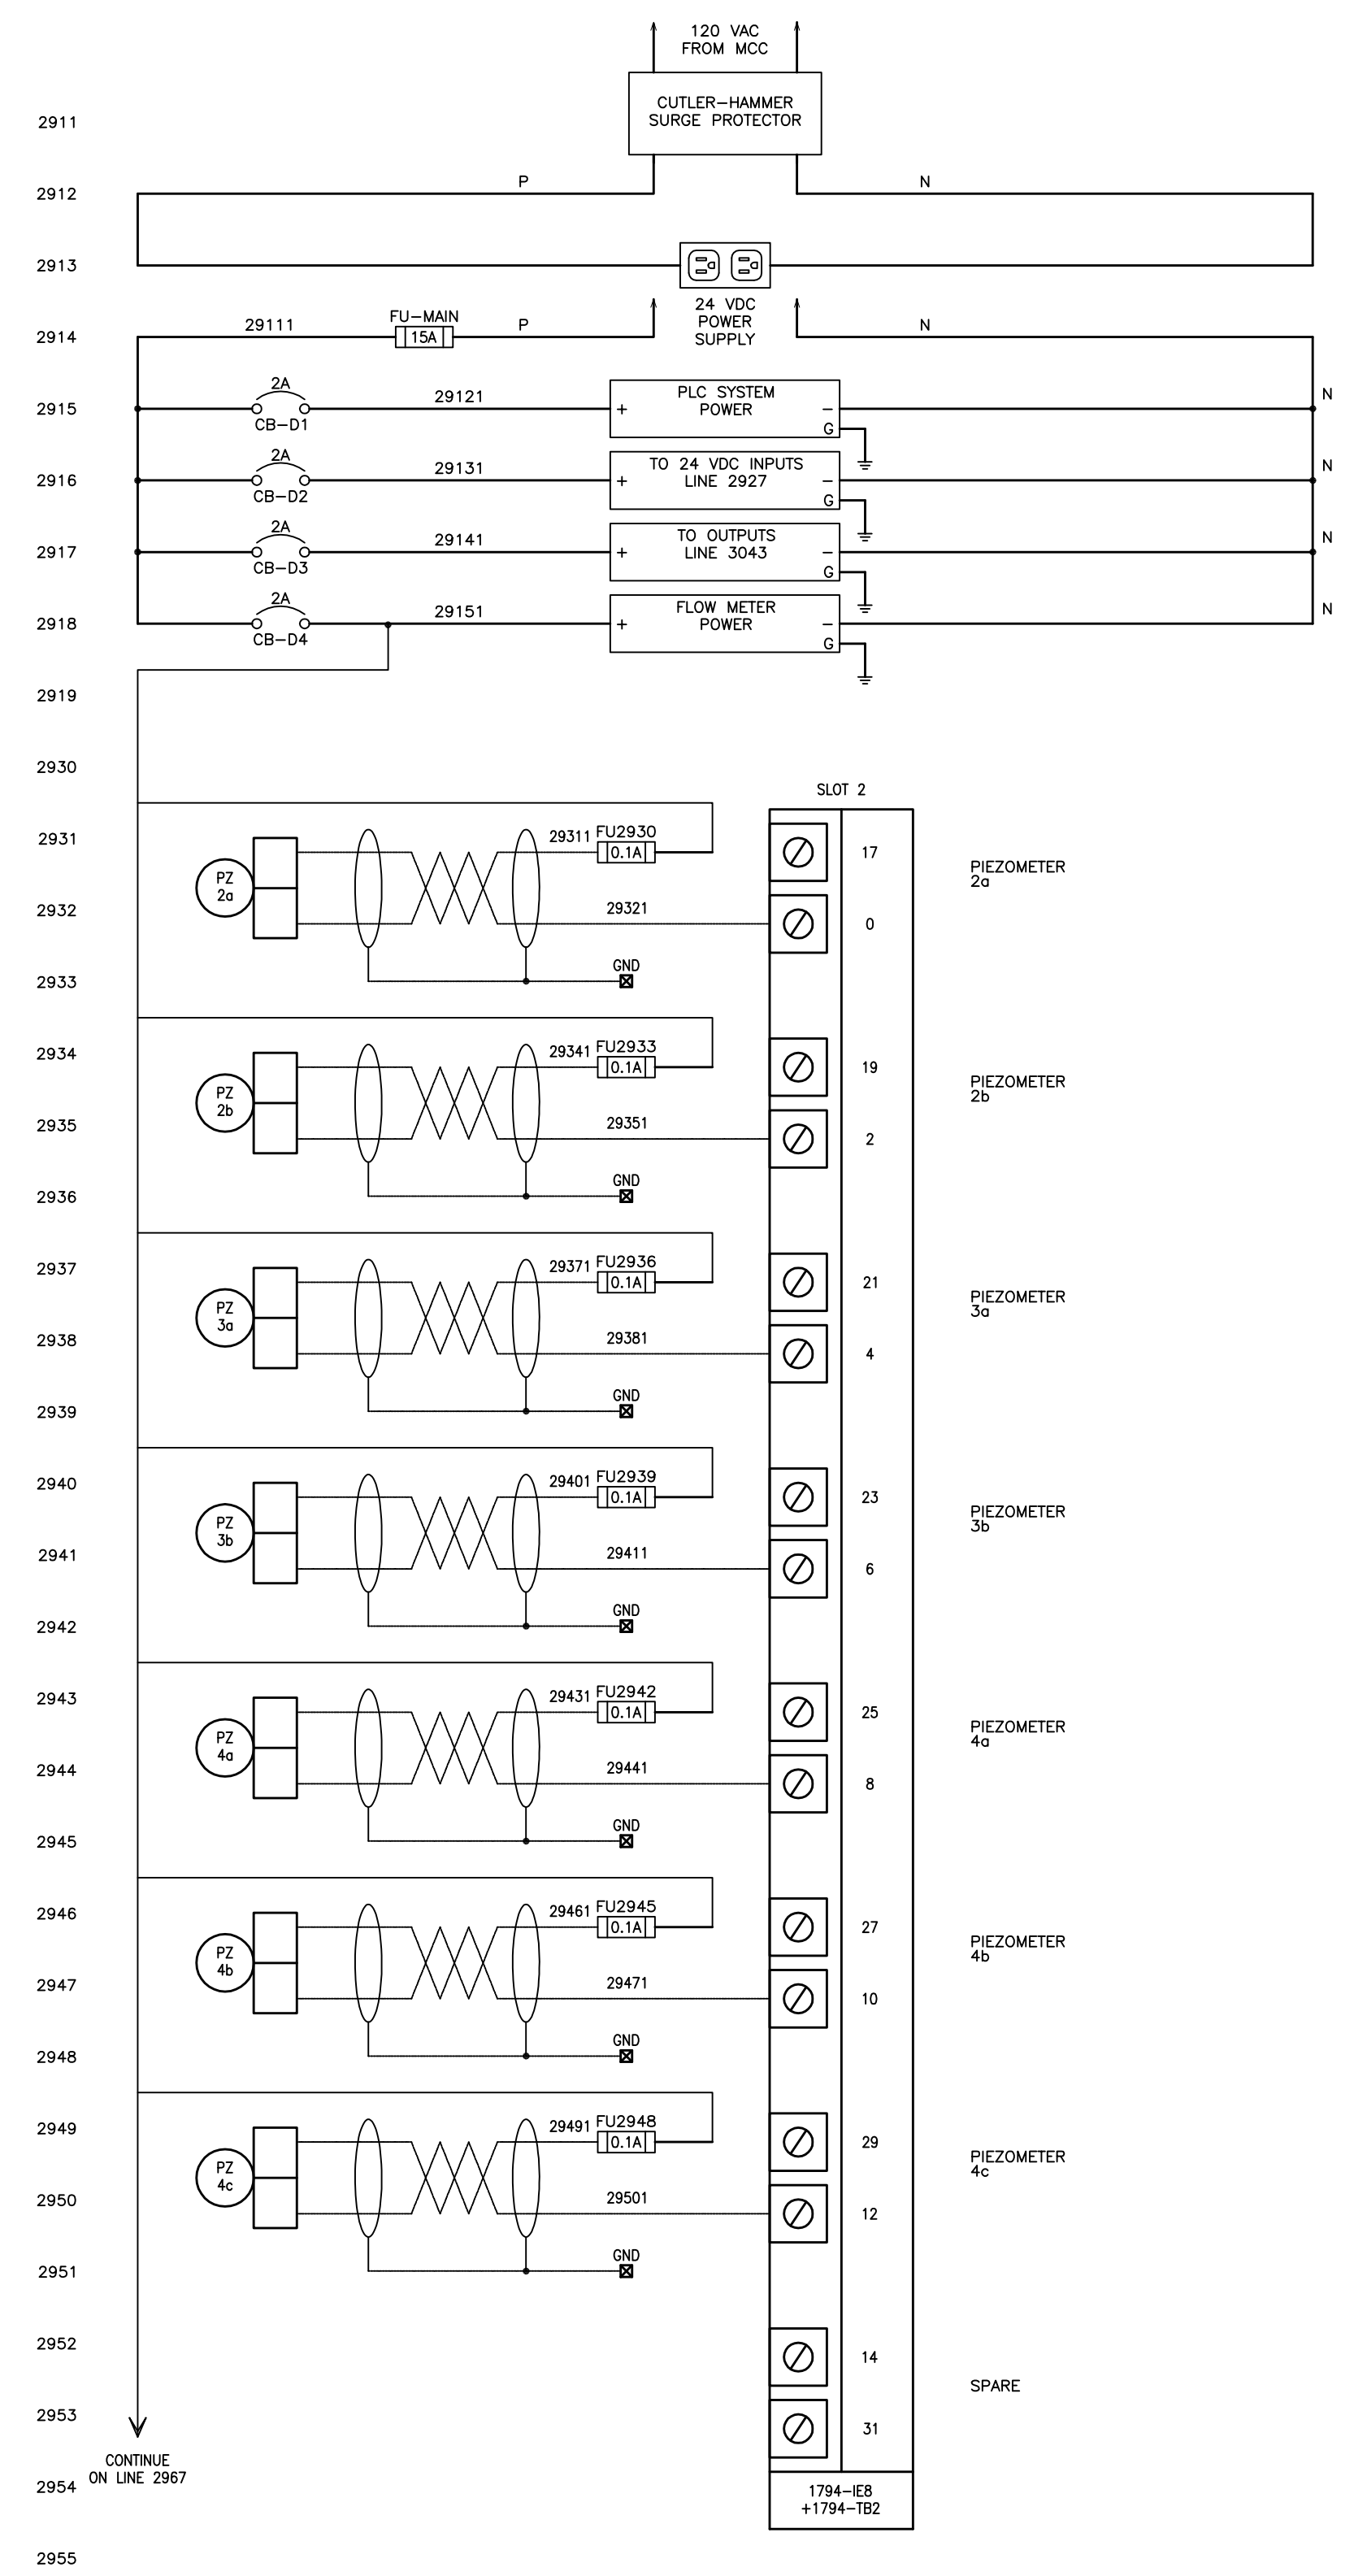 120 VAC
FROM MCC
2911
CUTLER-HAMMER
SURGE PROTECTOR
2912
P
N
2913
24 VDC
POWER
SUPPLY
2914
29111
FU-MAIN
15A
P
N
2915
2A
CB-D1
29121
+
PLC SYSTEM
POWER
-
G
N
2916
2A
CB-D2
29131
+
TO 24 VDC INPUTS
LINE 2927
-
G
N
2917
2A
CB-D3
29141
+
TO OUTPUTS
LINE 3043
-
G
N
2918
2A
CB-D4
29151
+
FLOW METER
POWER
-
G
N
2919
2930
SLOT 2
2931
29311
FU2930
0.1A
17
PIEZOMETER
2a
PZ
2a
2932
29321
0
2933
GND
2934
29341
FU2933
0.1A
19
PIEZOMETER
2b
PZ
2b
2935
29351
2
2936
GND
2937
29371
FU2936
0.1A
21
PIEZOMETER
3a
PZ
3a
2938
29381
4
2939
GND
2940
29401
FU2939
0.1A
23
PIEZOMETER
3b
PZ
3b
2941
29411
6
2942
GND
2943
29431
FU2942
0.1A
25
PIEZOMETER
4a
PZ
4a
2944
29441
8
2945
GND
2946
29461
FU2945
0.1A
27
PIEZOMETER
4b
PZ
4b
2947
29471
10
2948
GND
2949
29491
FU2948
0.1A
29
PIEZOMETER
4c
PZ
4c
2950
29501
12
2951
GND
2952
14
SPARE
2953
31
CONTINUE
ON LINE 2967
2954
1794-IE8
+1794-TB2
2955